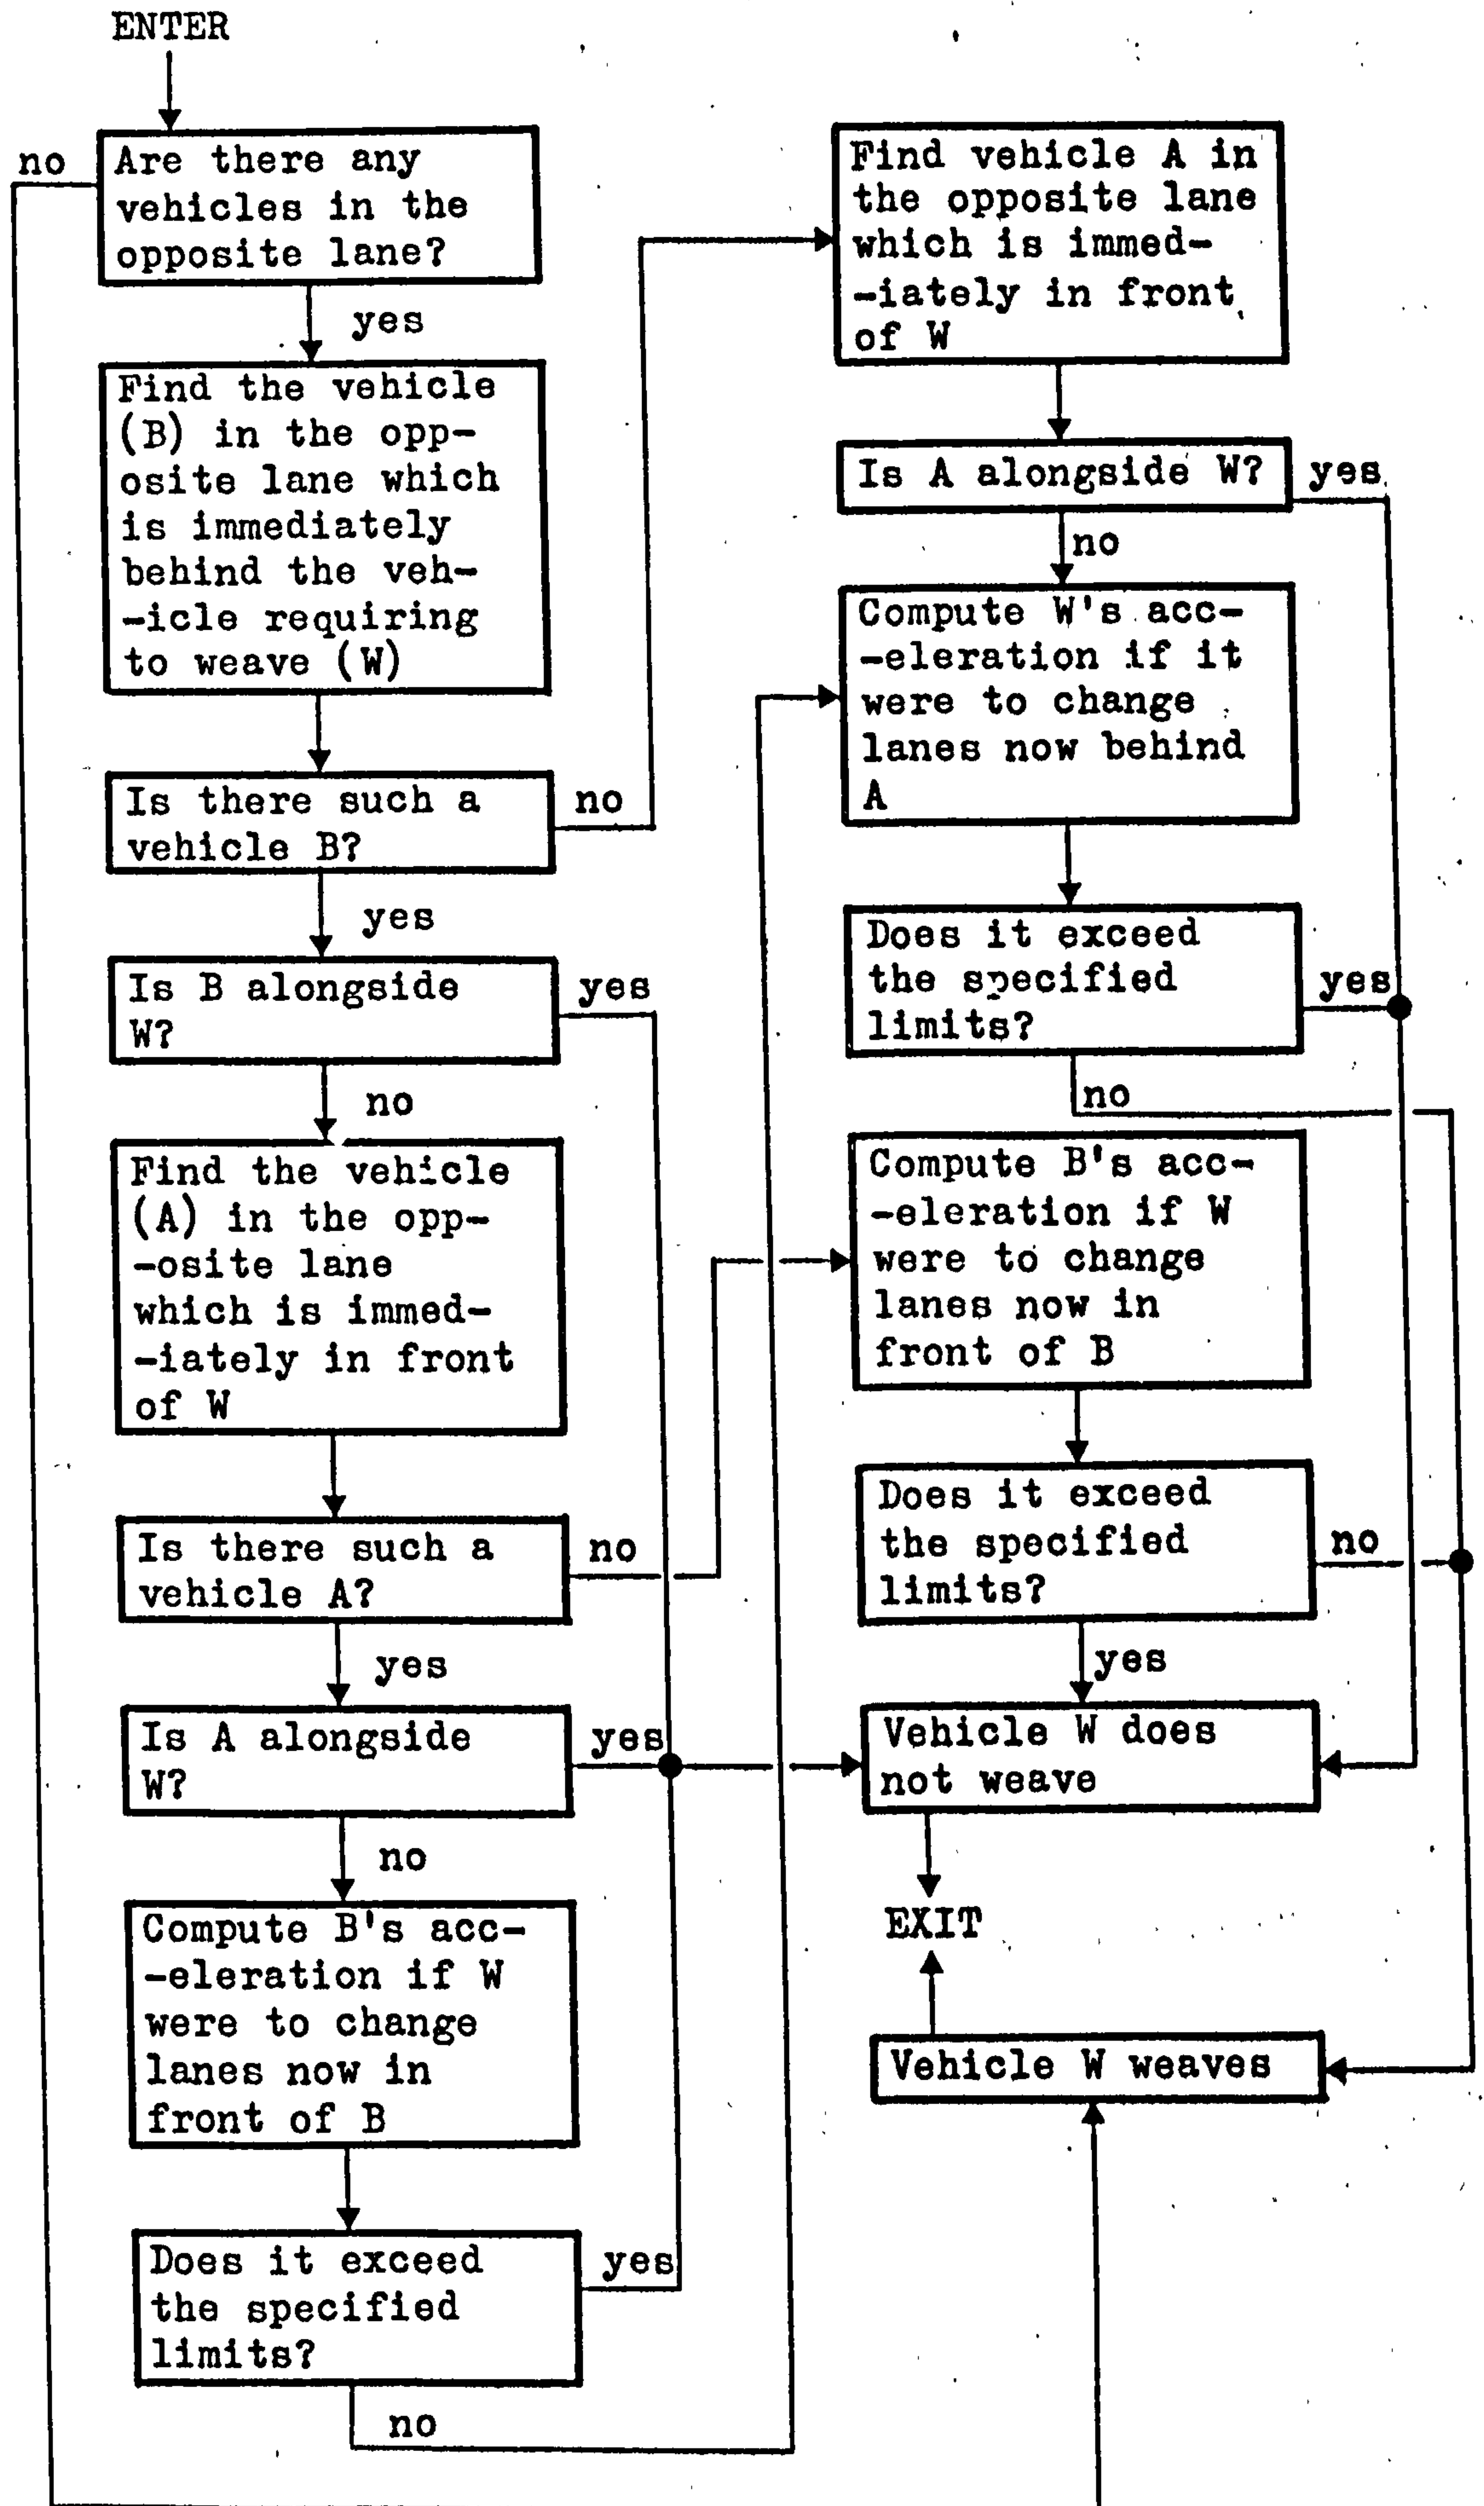 ENTER
no
Are there any
vehicles in the
opposite lane?
yes
Find the vehicle
(B) in the opp-
osite lane which
is immediately
behind the veh-
-icle requiring
to weave (W)
Is there such a
vehicle B?
no
yes
Is B alongside
W?
yes
no
Find the vehicle
(A) in the opp-
-osite lane
which is immed-
-iately in front
of W
Is there such a
vehicle A?
no
yes
Is A alongside
W?
yes
no
Compute B's acc-
-eleration if W
were to change
lanes now in
front of B
Does it exceed
the specified
limits?
yes
no
Find vehicle A in
the opposite lane
which is immed-
-iately in front
of W
Is A alongside W?
yes
no
Compute W's acc-
-eleration if it
were to change
lanes now behind
A
Does it exceed
the specified
limits?
yes
no
Compute B's acc-
-eleration if W
were to change
lanes now in
front of B
Does it exceed
the specified
limits?
no
yes
Vehicle W does
not weave
EXIT
Vehicle W weaves